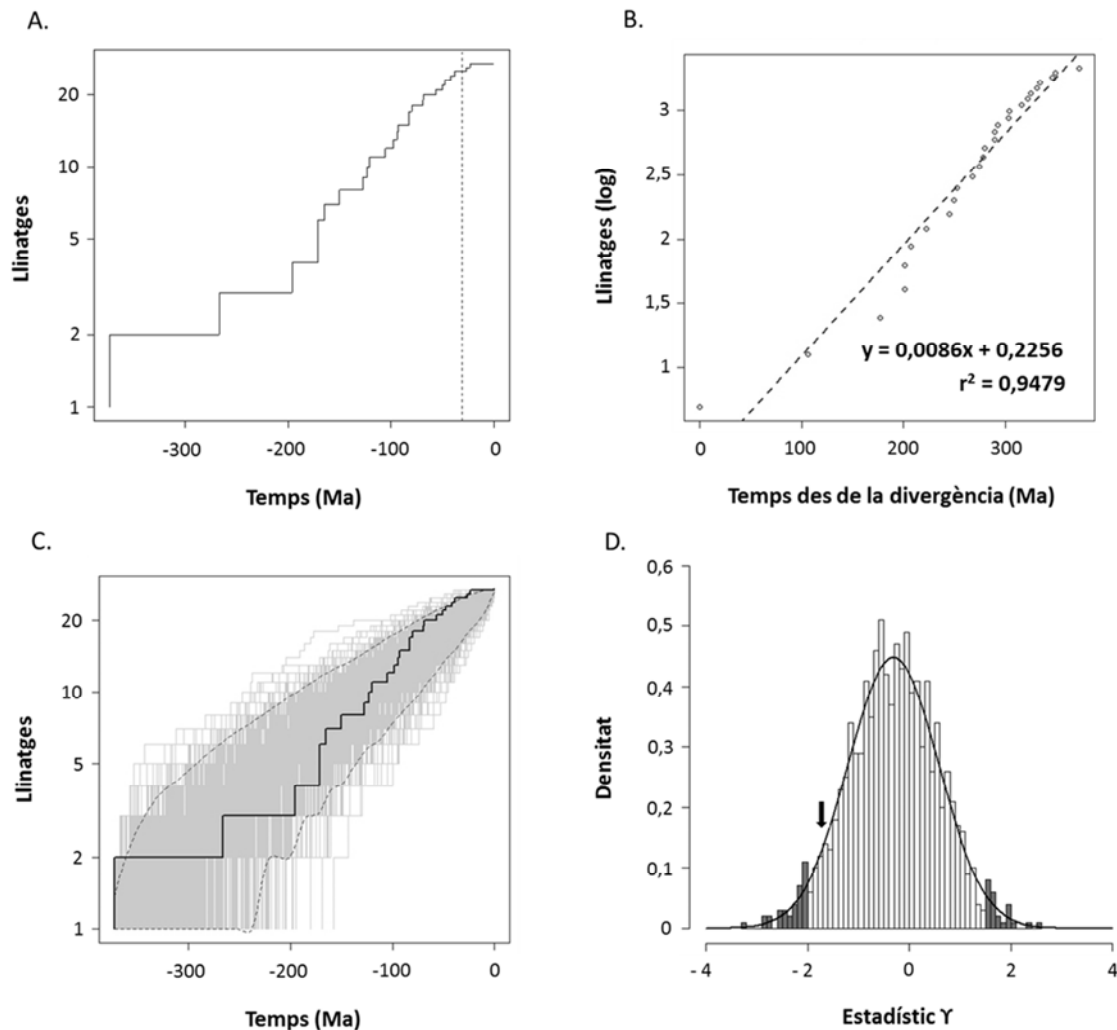 A.
20
10
5
2
1
Llinatges
-300
-200
-100
0
Temps (Ma)
B.
3
2,5
2
1,5
1
Llinatges (log)
y = 0,0086x + 0,2256
r² = 0,9479
0
100
200
300
Temps des de la divergència (Ma)
C.
20
10
5
2
1
Llinatges
-300
-200
-100
0
Temps (Ma)
D.
0,6
0,5
0,4
0,3
0,2
0,1
0
Densitat
- 4
- 2
0
2
4
Estadístic ϒ